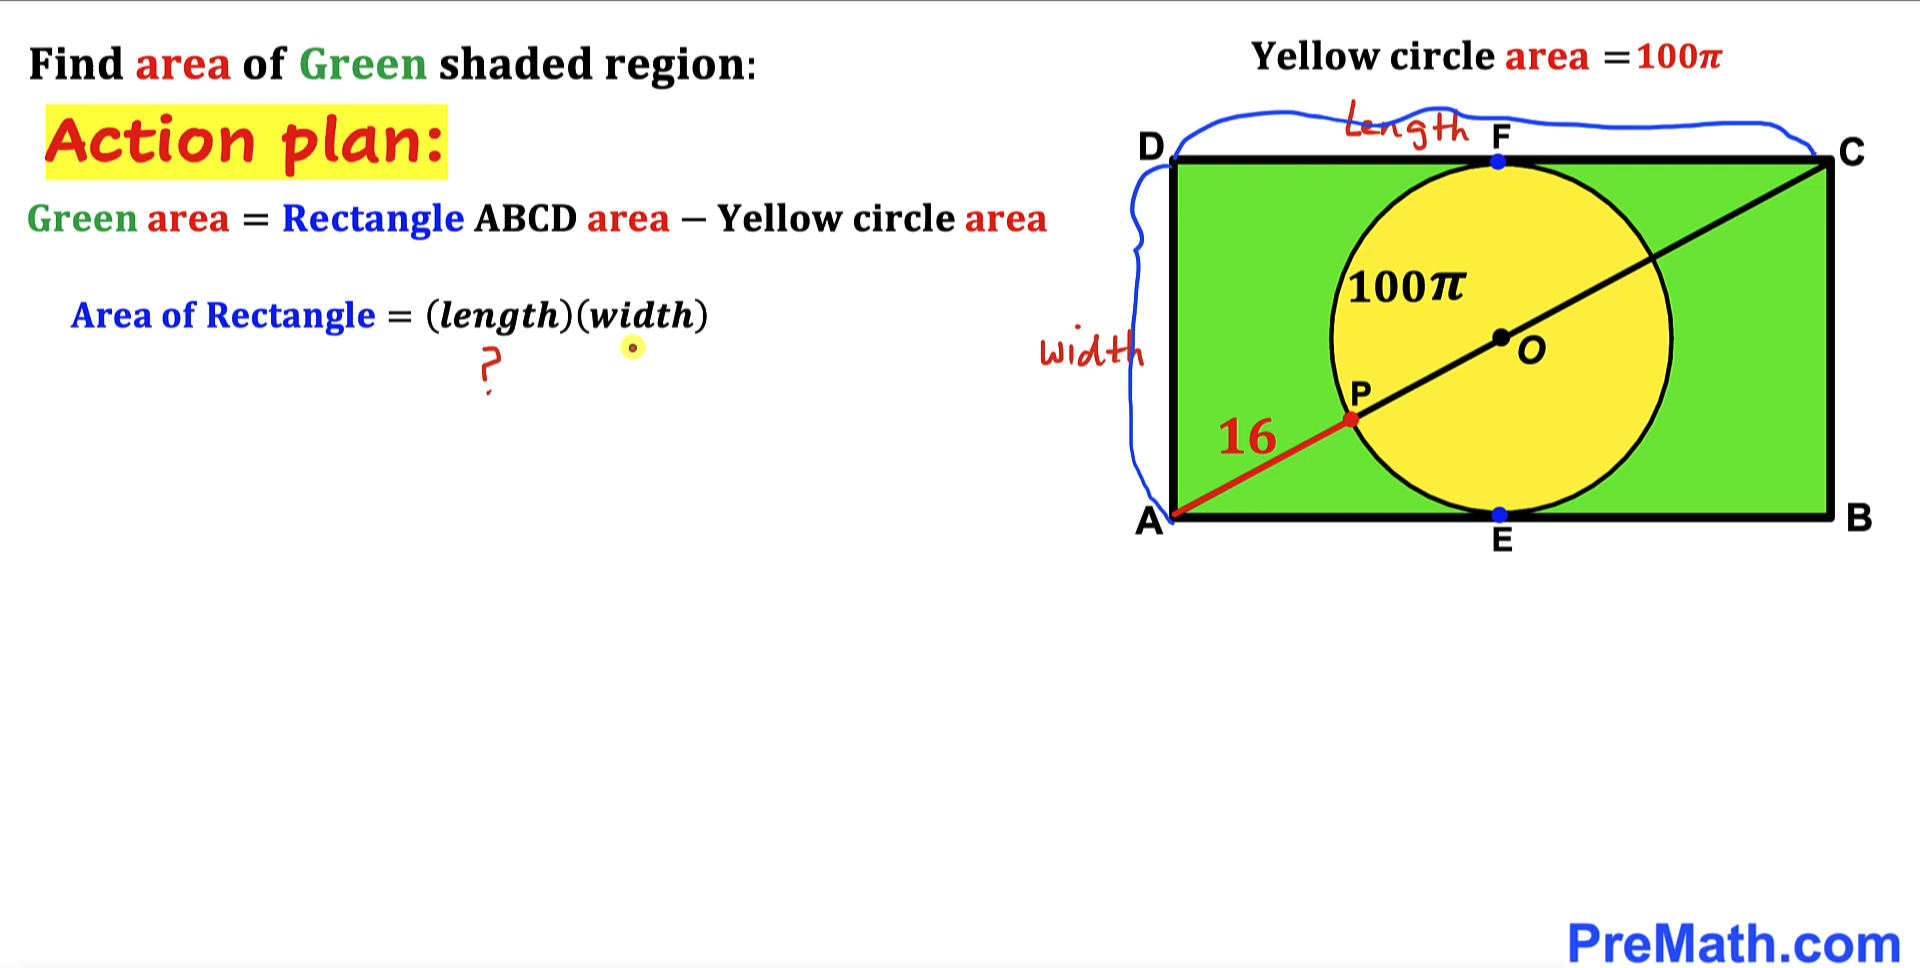 Find area of Green shaded region:
Yellow circle area = 100π
Action plan:
Length
D
F
C
Green area = Rectangle ABCD area − Yellow circle area
100π
Area of Rectangle = (length)(width)
?
width
O
P
16
A
E
B
PreMath.com